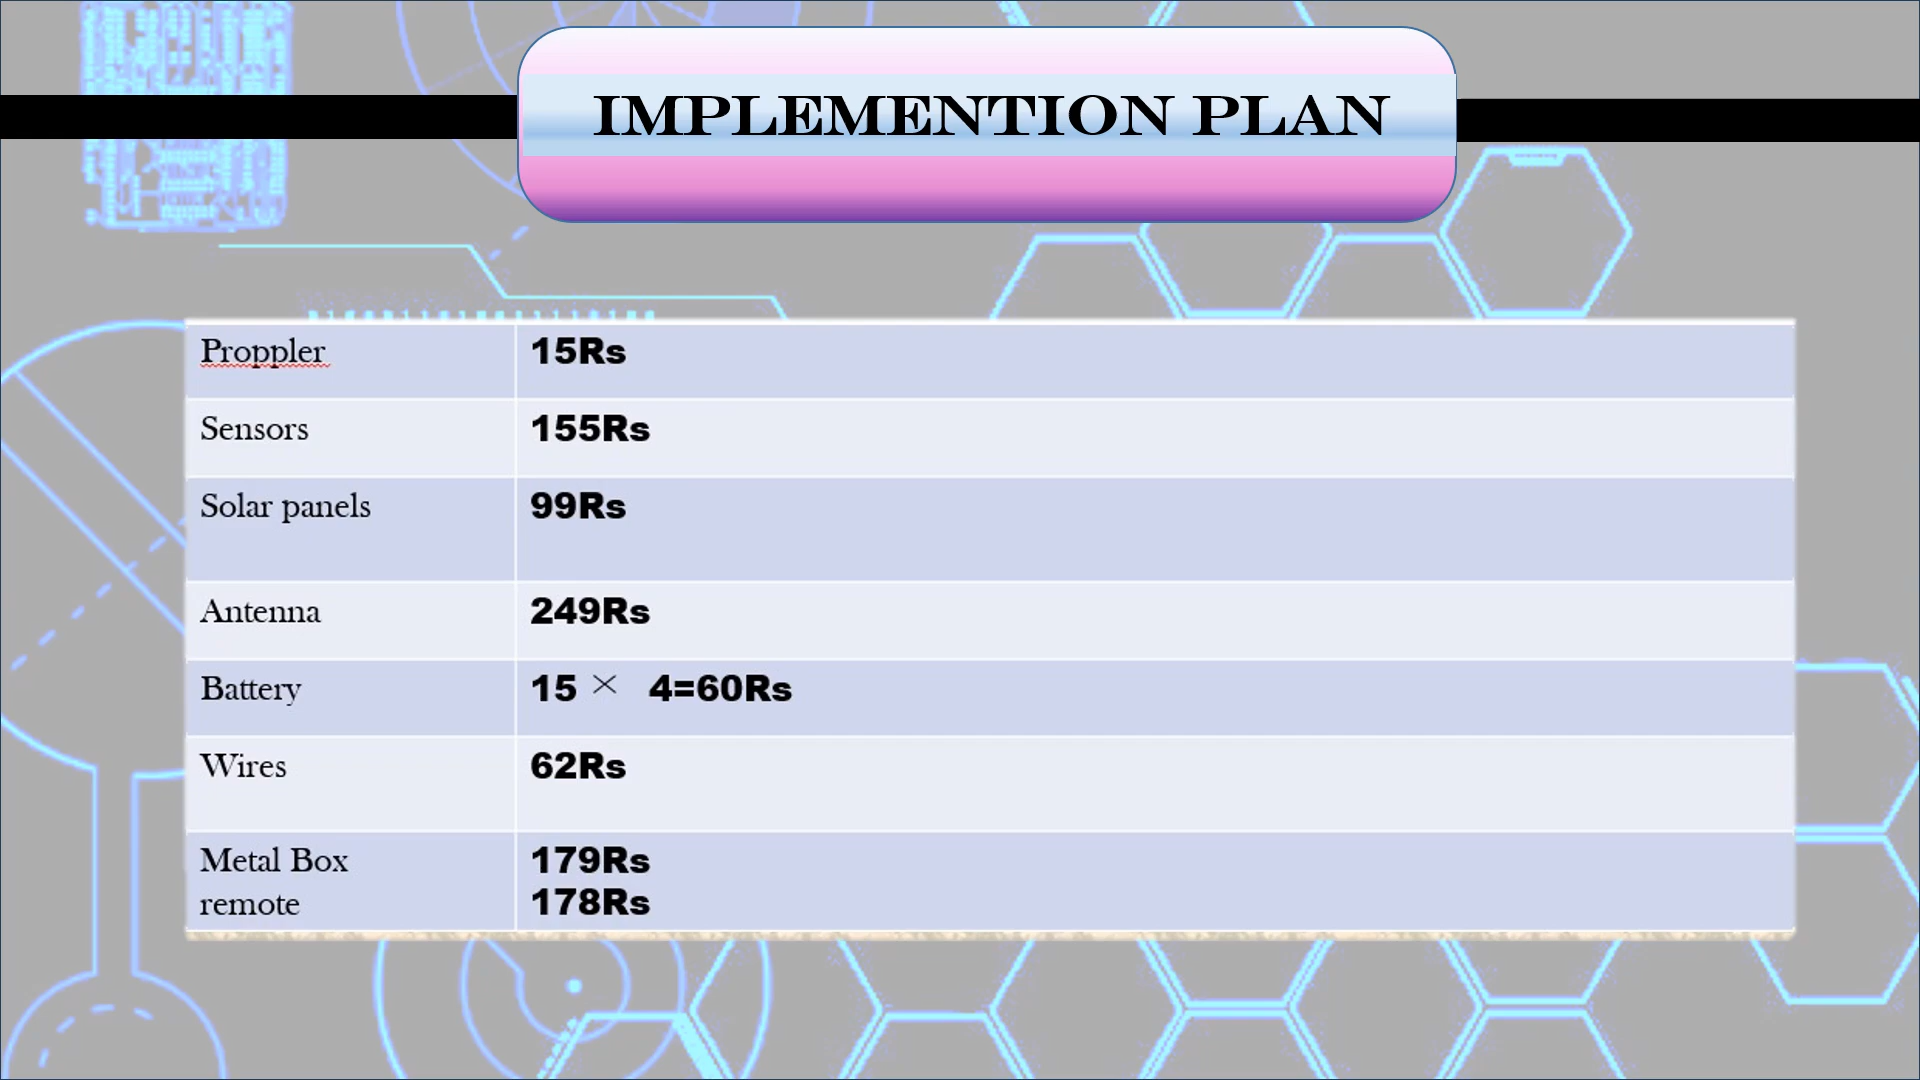 IMPLEMENTION PLAN
Proppler 15Rs
Sensors 155Rs
Solar panels 99Rs
Antenna 249Rs
Battery 15 × 4=60Rs
Wires 62Rs
Metal Box 179Rs
remote 178Rs